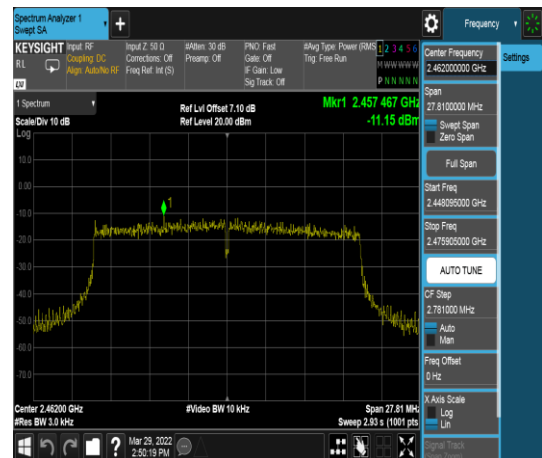 Spectrum Analyzer 1
Swept SA
+
Frequency
KEYSIGHT
RL
Input: RF
Coupling: DC
Align: Auto/No RF
Input Z: 50 Ω
Corrections: Off
Freq Ref: Int (S)
#Atten: 30 dB
Preamp: Off
PNO: Fast
Gate: Off
IF Gain: Low
Sig Track: Off
#Avg Type: Power (RMS
Trig: Free Run
1 2 3 4 5 6
M W W W W W
P N N N N N
LXI
1 Spectrum
Scale/Div 10 dB
Ref Lvl Offset 7.10 dB
Ref Level 20.00 dBm
Mkr1 2.457 467 GHz
-11.15 dBm
Log
10.0
0.00
-10.0
-20.0
-30.0
-40.0
-50.0
-60.0
-70.0
1
Center 2.46200 GHz
#Res BW 3.0 kHz
#Video BW 10 kHz
Span 27.81 MHz
Sweep 2.93 s (1001 pts
Mar 29, 2022
2:50:19 PM
?
Center Frequency
2.462000000 GHz
Span
27.8100000 MHz
Swept Span
Zero Span
Full Span
Start Freq
2.448095000 GHz
Stop Freq
2.475905000 GHz
AUTO TUNE
CF Step
2.781000 MHz
Auto
Man
Freq Offset
0 Hz
X Axis Scale
Log
Lin
Signal Track
Settings